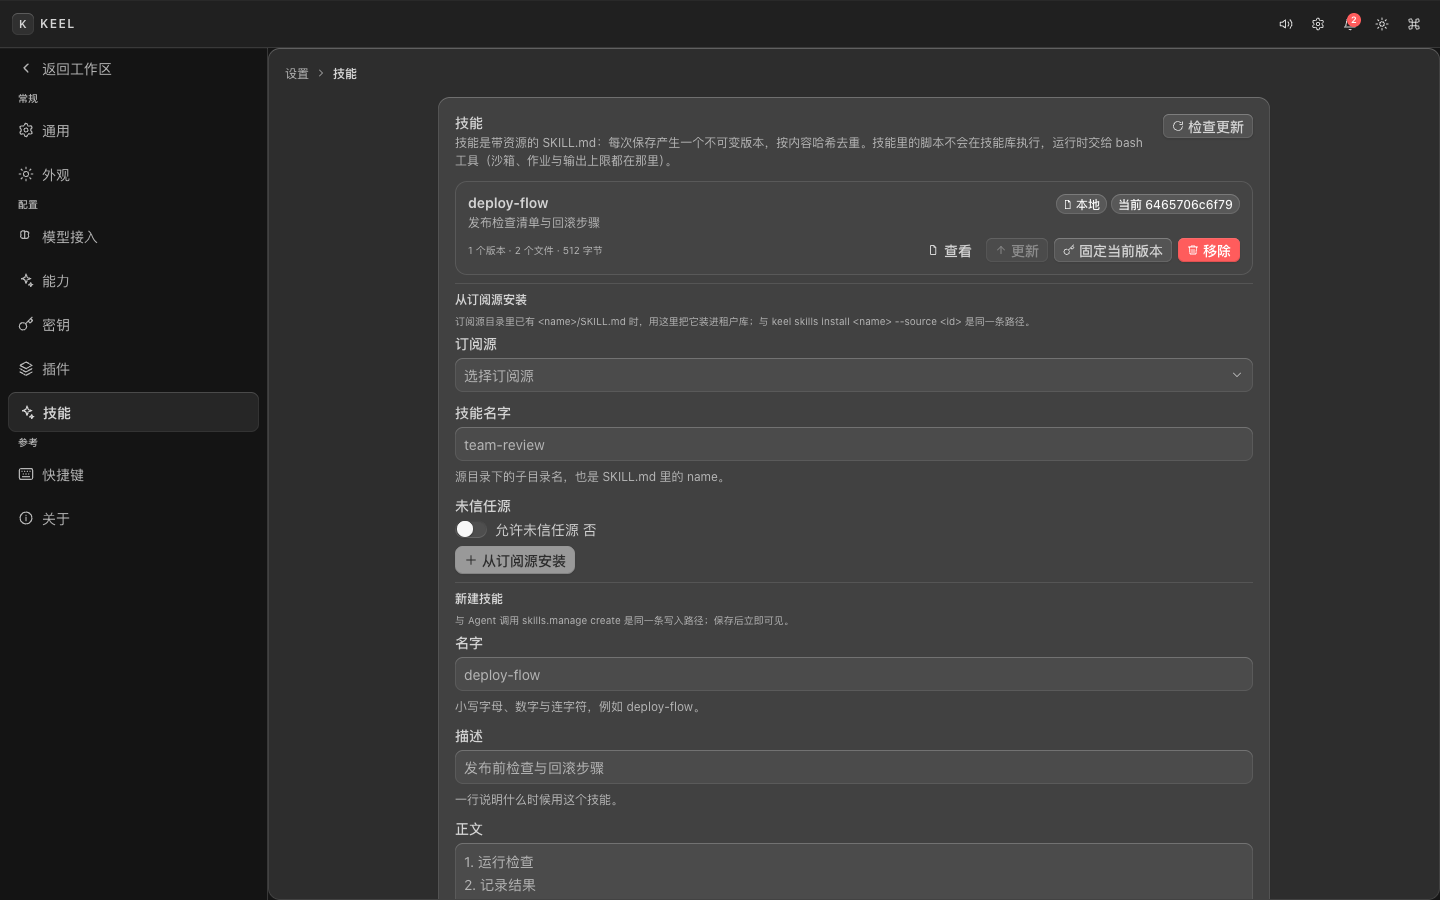 K KEEL
2
返回工作区
常规
通用
外观
配置
模型接入
能力
密钥
插件
技能
参考
快捷键
关于
设置 > 技能
技能
检查更新
技能是带资源的 SKILL.md：每次保存产生一个不可变版本，按内容哈希去重。技能里的脚本不会在技能库执行，运行时交给 bash
工具（沙箱、作业与输出上限都在那里）。
deploy-flow
本地 当前 6465706c6f79
发布检查清单与回滚步骤
1 个版本 · 2 个文件 · 512 字节
查看 更新 固定当前版本 移除
从订阅源安装
订阅源目录里已有 <name>/SKILL.md 时，用这里把它装进租户库；与 keel skills install <name> --source <id> 是同一条路径。
订阅源
选择订阅源
技能名字
team-review
源目录下的子目录名，也是 SKILL.md 里的 name。
未信任源
允许未信任源 否
从订阅源安装
新建技能
与 Agent 调用 skills.manage create 是同一条写入路径；保存后立即可见。
名字
deploy-flow
小写字母、数字与连字符，例如 deploy-flow。
描述
发布前检查与回滚步骤
一行说明什么时候用这个技能。
正文
1. 运行检查
2. 记录结果